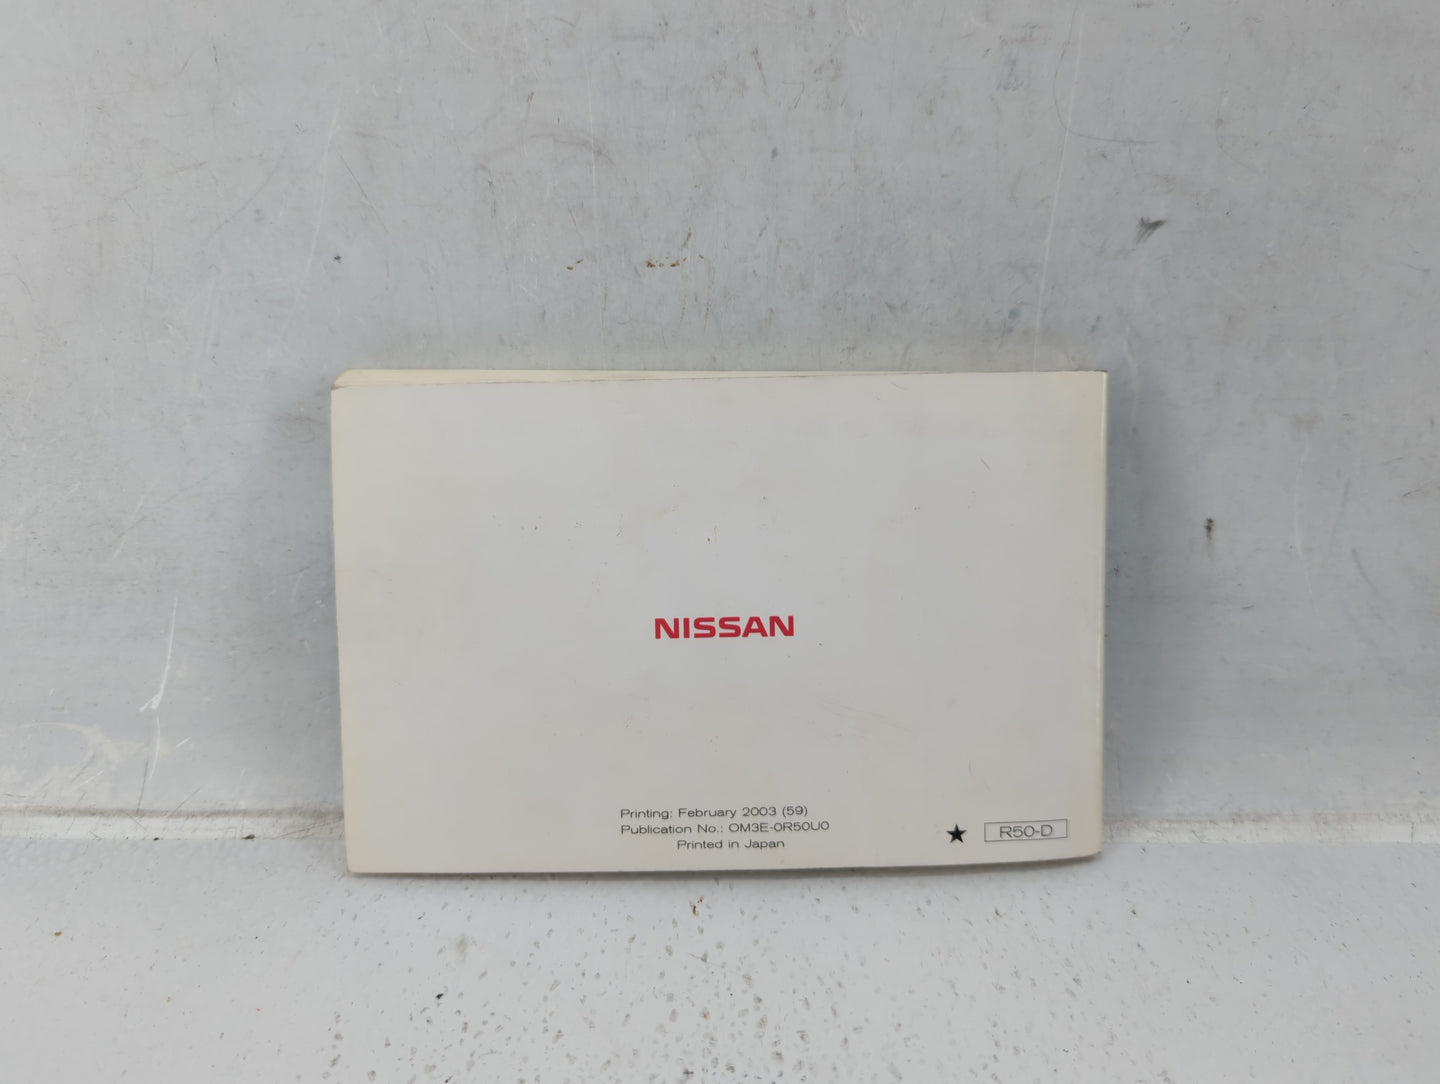 NISSAN
Printing: February 2003 (59)
Publication No.: OM3E-0R50U0
Printed in Japan
★ R50-D